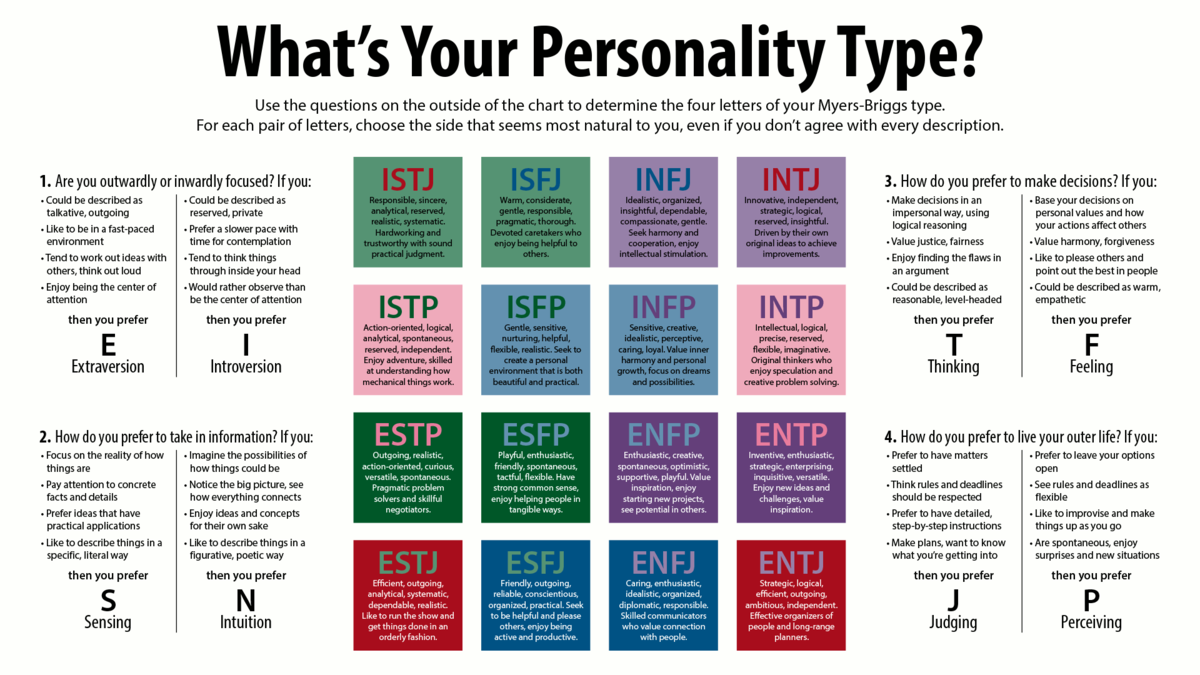 What's Your Personality Type?
Use the questions on the outside of the chart to determine the four letters of your Myers-Briggs type.
For each pair of letters, choose the side that seems most natural to you, even if you don't agree with every description.
1. Are you outwardly or inwardly focused? If you:
• Could be described as
talkative, outgoing
• Like to be in a fast-paced
environment
• Tend to work out ideas with
others, think out loud
• Enjoy being the center of
attention
then you prefer
E
Extraversion
• Could be described as
reserved, private
• Prefer a slower pace with
time for contemplation
• Tend to think things
through inside your head
• Would rather observe than
be the center of attention
then you prefer
I
Introversion
2. How do you prefer to take in information? If you:
• Focus on the reality of how
things are
• Pay attention to concrete
facts and details
• Prefer ideas that have
practical applications
• Like to describe things in a
specific, literal way
then you prefer
S
Sensing
• Imagine the possibilities of
how things could be
• Notice the big picture, see
how everything connects
• Enjoy ideas and concepts
for their own sake
• Like to describe things in a
figurative, poetic way
then you prefer
N
Intuition
ISTJ
Responsible, sincere,
analytical, reserved,
realistic, systematic.
Hardworking and
trustworthy with sound
practical judgment.
ISFJ
Warm, considerate,
gentle, responsible,
pragmatic, thorough.
Devoted caretakers who
enjoy being helpful to
others.
INFJ
Idealistic, organized,
insightful, dependable,
compassionate, gentle.
Seek harmony and
cooperation, enjoy
intellectual stimulation.
INTJ
Innovative, independent,
strategic, logical,
reserved, insightful.
Driven by their own
original ideas to achieve
improvements.
ISTP
Action-oriented, logical,
analytical, spontaneous,
reserved, independent.
Enjoy adventure, skilled
at understanding how
mechanical things work.
ISFP
Gentle, sensitive,
nurturing, helpful,
flexible, realistic. Seek to
create a personal
environment that is both
beautiful and practical.
INFP
Sensitive, creative,
idealistic, perceptive,
caring, loyal. Value inner
harmony and personal
growth, focus on dreams
and possibilities.
INTP
Intellectual, logical,
precise, reserved,
flexible, imaginative.
Original thinkers who
enjoy speculation and
creative problem solving.
ESTP
Outgoing, realistic,
action-oriented, curious,
versatile, spontaneous.
Pragmatic problem
solvers and skillful
negotiators.
ESFP
Playful, enthusiastic,
friendly, spontaneous,
tactful, flexible. Have
strong common sense,
enjoy helping people in
tangible ways.
ENFP
Enthusiastic, creative,
spontaneous, optimistic,
supportive, playful. Value
inspiration, enjoy
starting new projects,
see potential in others.
ENTP
Inventive, enthusiastic,
strategic, enterprising,
inquisitive, versatile.
Enjoy new ideas and
challenges, value
inspiration.
ESTJ
Efficient, outgoing,
analytical, systematic,
dependable, realistic.
Like to run the show and
get things done in an
orderly fashion.
ESFJ
Friendly, outgoing,
reliable, conscientious,
organized, practical. Seek
to be helpful and please
others, enjoy being
active and productive.
ENFJ
Caring, enthusiastic,
idealistic, organized,
diplomatic, responsible.
Skilled communicators
who value connection
with people.
ENTJ
Strategic, logical,
efficient, outgoing,
ambitious, independent.
Effective organizers of
people and long-range
planners.
3. How do you prefer to make decisions? If you:
• Make decisions in an
impersonal way, using
logical reasoning
• Value justice, fairness
• Enjoy finding the flaws in
an argument
• Could be described as
reasonable, level-headed
then you prefer
T
Thinking
• Base your decisions on
personal values and how
your actions affect others
• Value harmony, forgiveness
• Like to please others and
point out the best in people
• Could be described as warm,
empathetic
then you prefer
F
Feeling
4. How do you prefer to live your outer life? If you:
• Prefer to have matters
settled
• Think rules and deadlines
should be respected
• Prefer to have detailed,
step-by-step instructions
• Make plans, want to know
what you're getting into
then you prefer
J
Judging
• Prefer to leave your options
open
• See rules and deadlines as
flexible
• Like to improvise and make
things up as you go
• Are spontaneous, enjoy
surprises and new situations
then you prefer
P
Perceiving